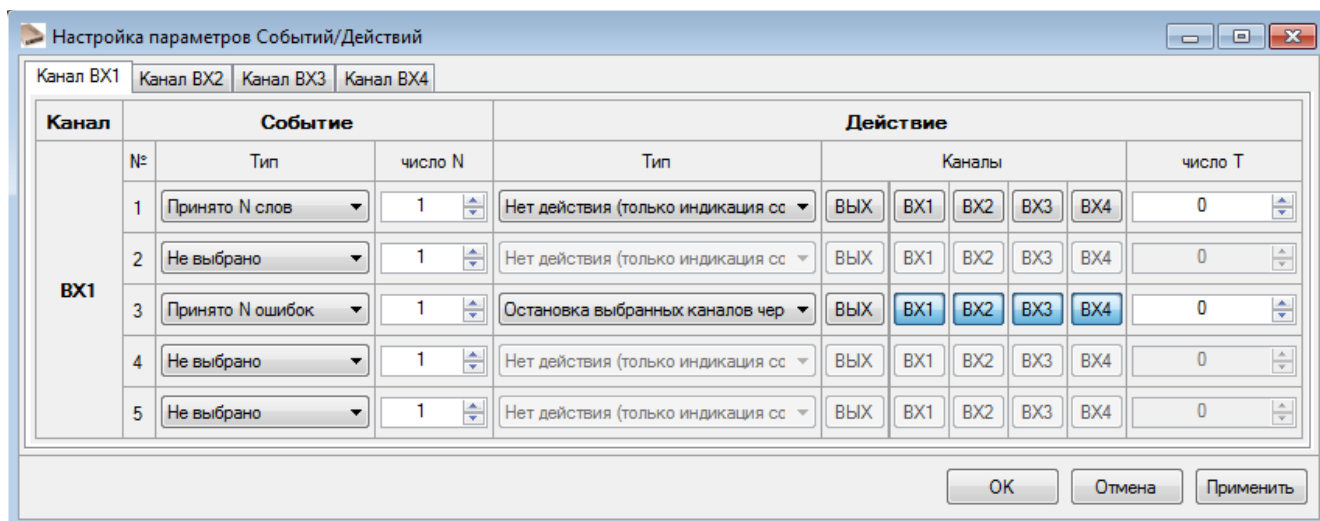 Настройка параметров Событий/Действий
Канал ВХ1 Канал ВХ2 Канал ВХ3 Канал ВХ4
Канал Событие Действие
№ Тип число N Тип Каналы число T
1 Принято N слов 1 Нет действия (только индикация сс ВЫХ ВХ1 ВХ2 ВХ3 ВХ4 0
2 Не выбрано 1 Нет действия (только индикация сс ВЫХ ВХ1 ВХ2 ВХ3 ВХ4 0
ВХ1
3 Принято N ошибок 1 Остановка выбранных каналов чер ВЫХ ВХ1 ВХ2 ВХ3 ВХ4 0
4 Не выбрано 1 Нет действия (только индикация сс ВЫХ ВХ1 ВХ2 ВХ3 ВХ4 0
5 Не выбрано 1 Нет действия (только индикация сс ВЫХ ВХ1 ВХ2 ВХ3 ВХ4 0
OK Отмена Применить